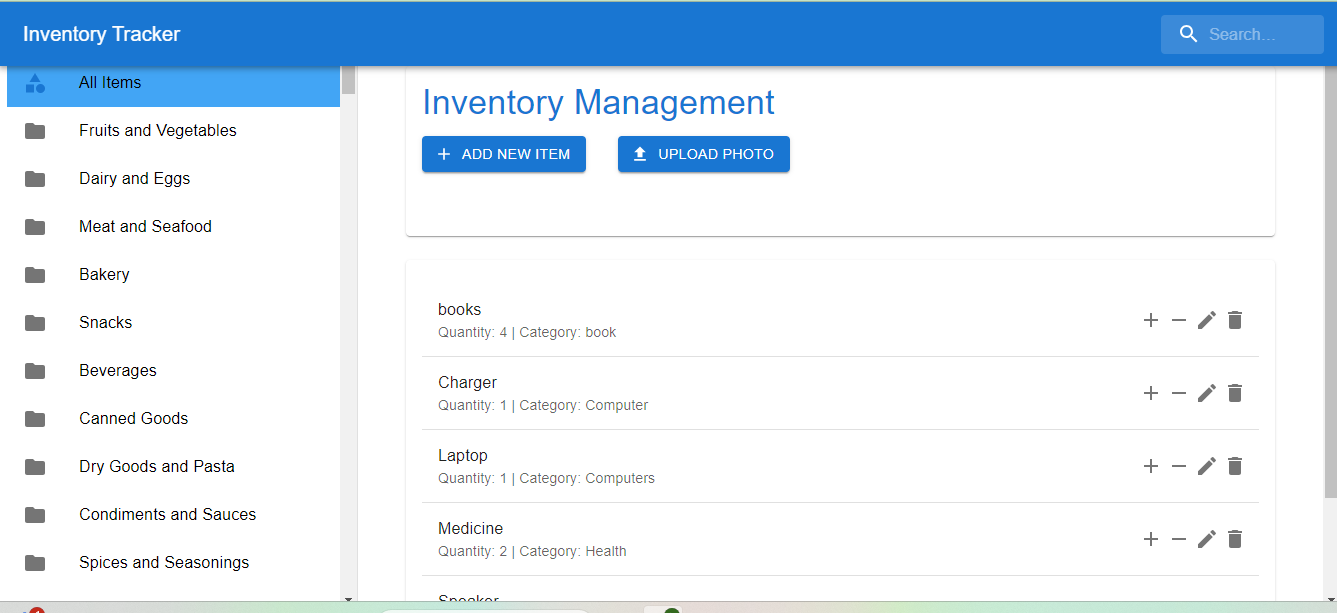 Inventory Tracker
Search...
All Items
Fruits and Vegetables
Dairy and Eggs
Meat and Seafood
Bakery
Snacks
Beverages
Canned Goods
Dry Goods and Pasta
Condiments and Sauces
Spices and Seasonings
Inventory Management
ADD NEW ITEM
UPLOAD PHOTO
books
Quantity: 4 | Category: book
Charger
Quantity: 1 | Category: Computer
Laptop
Quantity: 1 | Category: Computers
Medicine
Quantity: 2 | Category: Health
Speaker